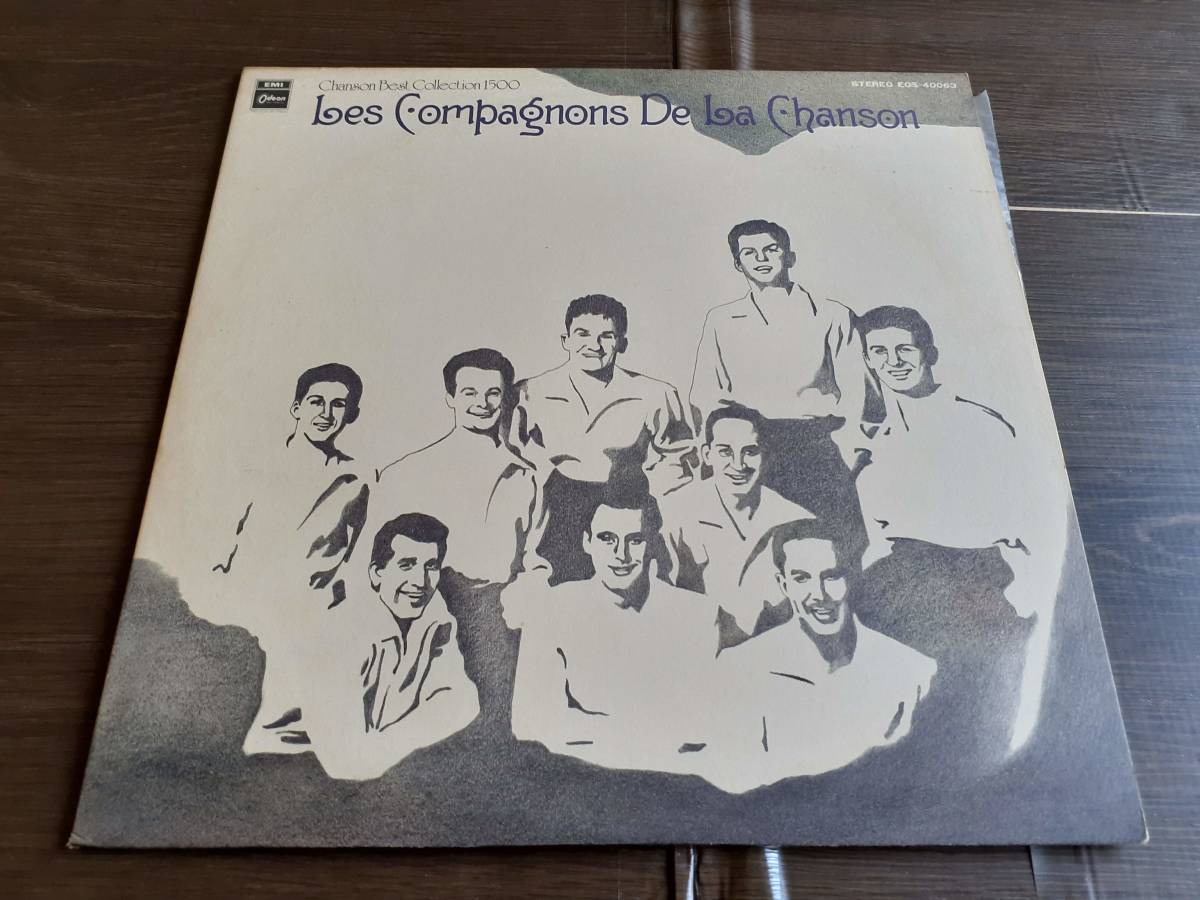 EMI
Odeon
Chanson Best Collection 1500
STEREO EOS-40063
Les Compagnons De La Chanson